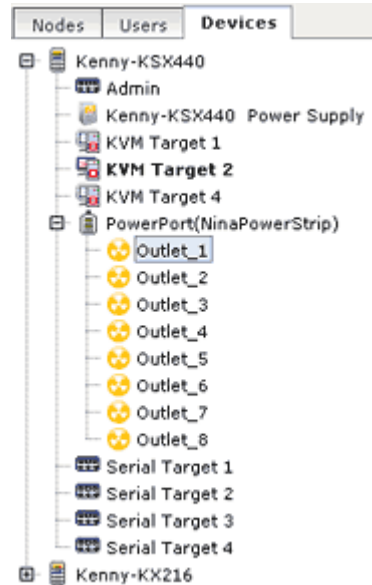 Nodes Users Devices
Kenny-KSX440
Admin
Kenny-KSX440 Power Supply
KVM Target 1
KVM Target 2
KVM Target 4
PowerPort(NinaPowerStrip)
Outlet_1
Outlet_2
Outlet_3
Outlet_4
Outlet_5
Outlet_6
Outlet_7
Outlet_8
Serial Target 1
Serial Target 2
Serial Target 3
Serial Target 4
Kenny-KX216